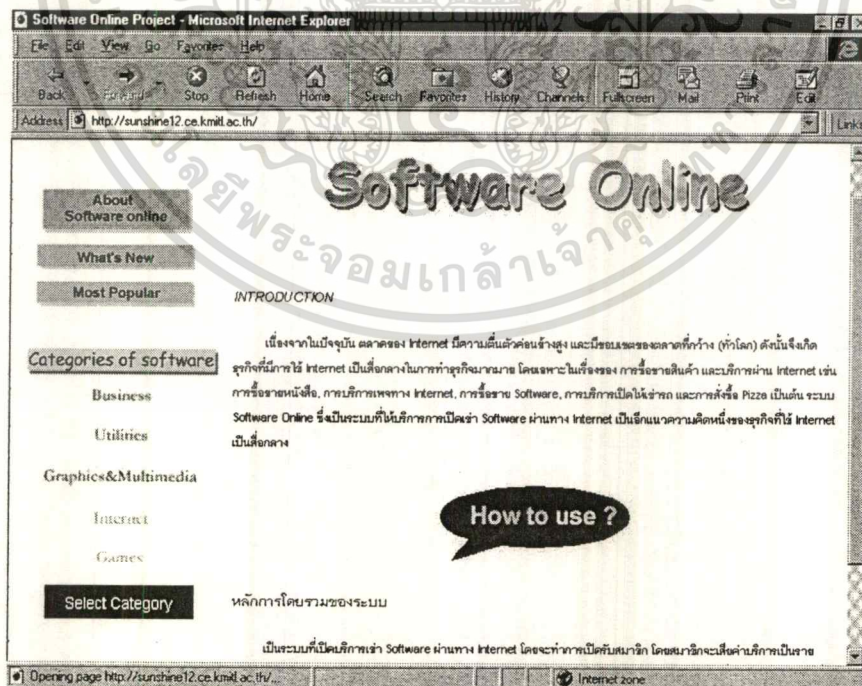 Software Online Project - Microsoft Internet Explorer
File Edit View Go Favorites Help
Back Forward Stop Refresh Home Search Favorites History Channels Fullscreen Mail Print Edit
Address http://sunshine12.ce.kmitl.ac.th/ Links
Software Online
About
Software online
What's New
Most Popular
Categories of software
Business
Utilities
Graphics&Multimedia
Internet
Games
Select Category
INTRODUCTION
เนื่องจากในปัจจุบัน ตลาดของ Internet มีความตื่นตัวค่อนข้างสูง และมีขอบเขตของตลาดที่กว้าง (ทั่วโลก) ดังนั้นจึงเกิด
ธุรกิจที่มีการใช้ Internet เป็นสื่อกลางในการทำธุรกิจมากมาย โดยเฉพาะในเรื่องของ การซื้อขายสินค้า และบริการผ่าน Internet เช่น
การซื้อขายหนังสือ, การบริการเพจทาง Internet, การซื้อขาย Software, การบริการเปิดให้เช่ารถ และการสั่งซื้อ Pizza เป็นต้น ระบบ
Software Online ซึ่งเป็นระบบที่ให้บริการการเปิดเช่า Software ผ่านทาง Internet เป็นอีกแนวความคิดหนึ่งของธุรกิจที่ใช้ Internet
เป็นสื่อกลาง
How to use ?
หลักการโดยรวมของระบบ
เป็นระบบที่เปิดบริการเช่า Software ผ่านทาง Internet โดยจะทำการเปิดรับสมาชิก โดยสมาชิกจะเสียค่าบริการเป็นราย
Opening page http://sunshine12.ce.kmitl.ac.th/...
Internet zone